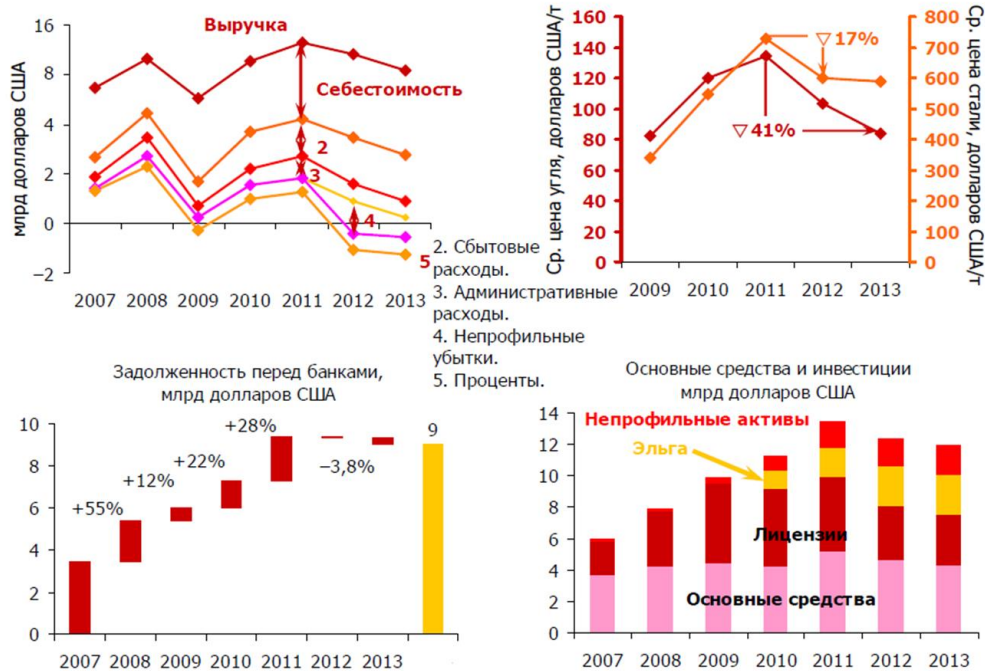 млрд долларов США
16
8
4
2
0
−2
Выручка
Себестоимость
2
3
4
5
2007 2008 2009 2010 2011 2012 2013
2. Сбытовые
расходы.
3. Административные
расходы.
4. Непрофильные
убытки.
5. Проценты.
Ср. цена угля, долларов США/т
160
140
120
100
80
60
40
20
0
▽ 17%
▽ 41%
800
700
600
500
400
300
200
100
0
Ср. цена стали, долларов США/т
2009 2010 2011 2012 2013
Задолженность перед банками,
млрд долларов США
10
8
6
4
2
0
+55%
+12%
+22%
+28%
−3,8%
9
2007 2008 2009 2010 2011 2012 2013
Основные средства и инвестиции
млрд долларов США
14
12
10
8
6
4
2
0
Непрофильные активы
Эльга
Лицензии
Основные средства
2007 2008 2009 2010 2011 2012 2013